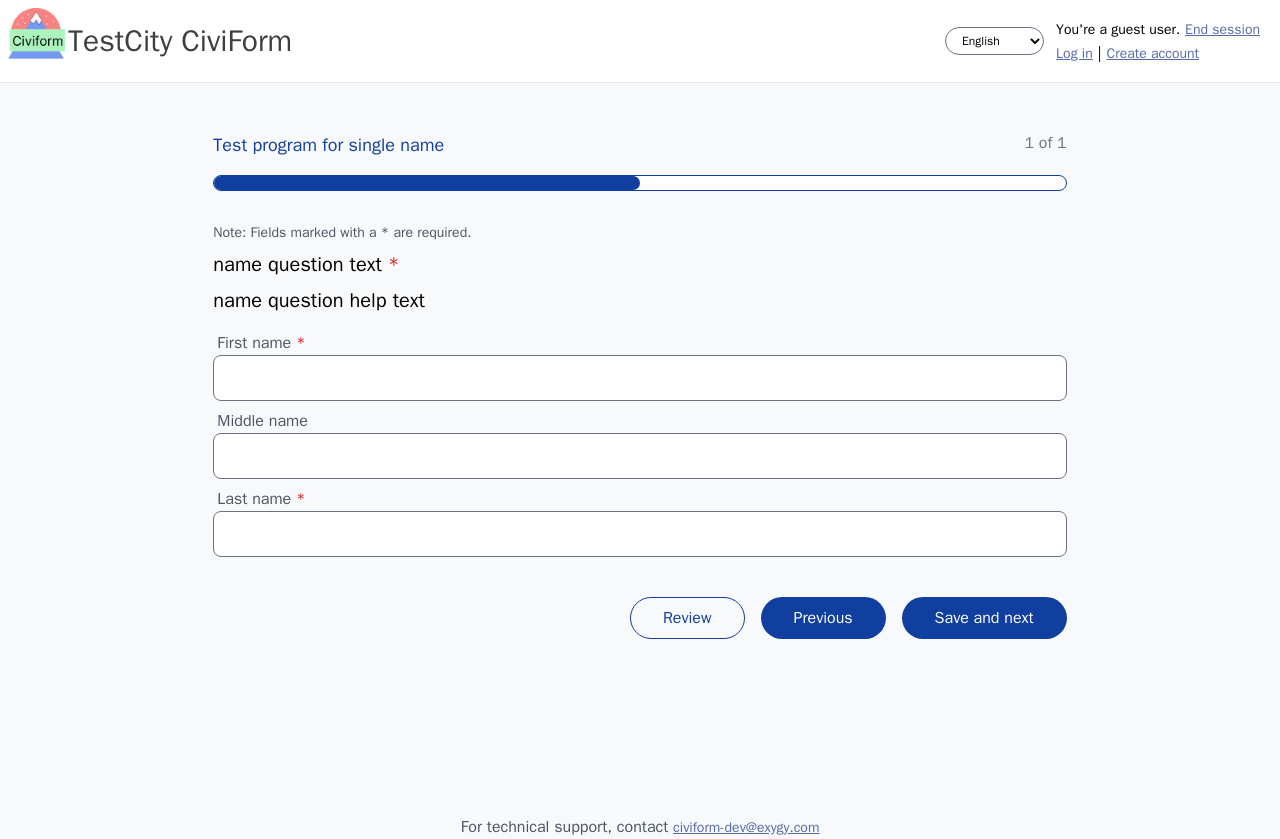 Civiform TestCity CiviForm
English
You're a guest user. End session
Log in | Create account
Test program for single name
1 of 1
Note: Fields marked with a * are required.
name question text *
name question help text
First name *
Middle name
Last name *
Review
Previous
Save and next
For technical support, contact civiform-dev@exygy.com